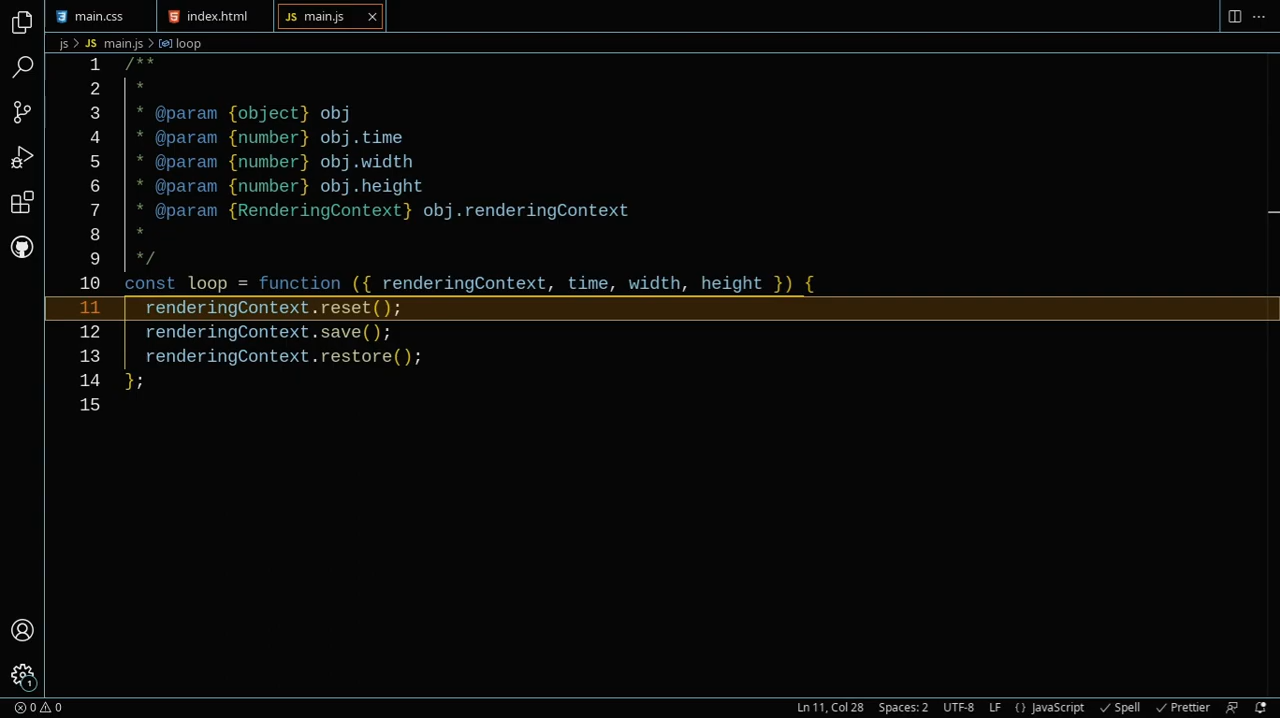 main.css
index.html
JS main.js
js > JS main.js > loop
1 /**
2  *
3  * @param {object} obj
4  * @param {number} obj.time
5  * @param {number} obj.width
6  * @param {number} obj.height
7  * @param {RenderingContext} obj.renderingContext
8  *
9  */
10 const loop = function ({ renderingContext, time, width, height }) {
11   renderingContext.reset();
12   renderingContext.save();
13   renderingContext.restore();
14 };
15
1
0 0 Ln 11, Col 28 Spaces: 2 UTF-8 LF {} JavaScript Spell Prettier